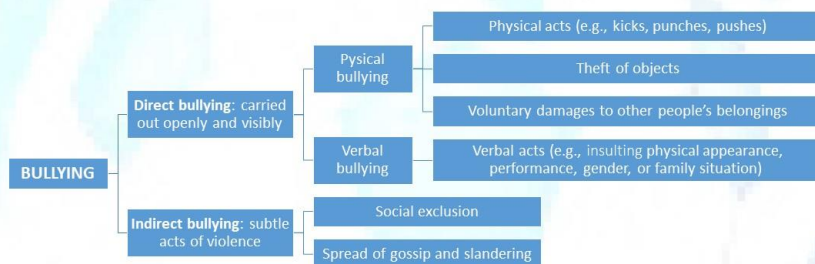 BULLYING
Direct bullying: carried
out openly and visibly
Pysical
bullying
Physical acts (e.g., kicks, punches, pushes)
Theft of objects
Voluntary damages to other people's belongings
Verbal
bullying
Verbal acts (e.g., insulting physical appearance,
performance, gender, or family situation)
Indirect bullying: subtle
acts of violence
Social exclusion
Spread of gossip and slandering